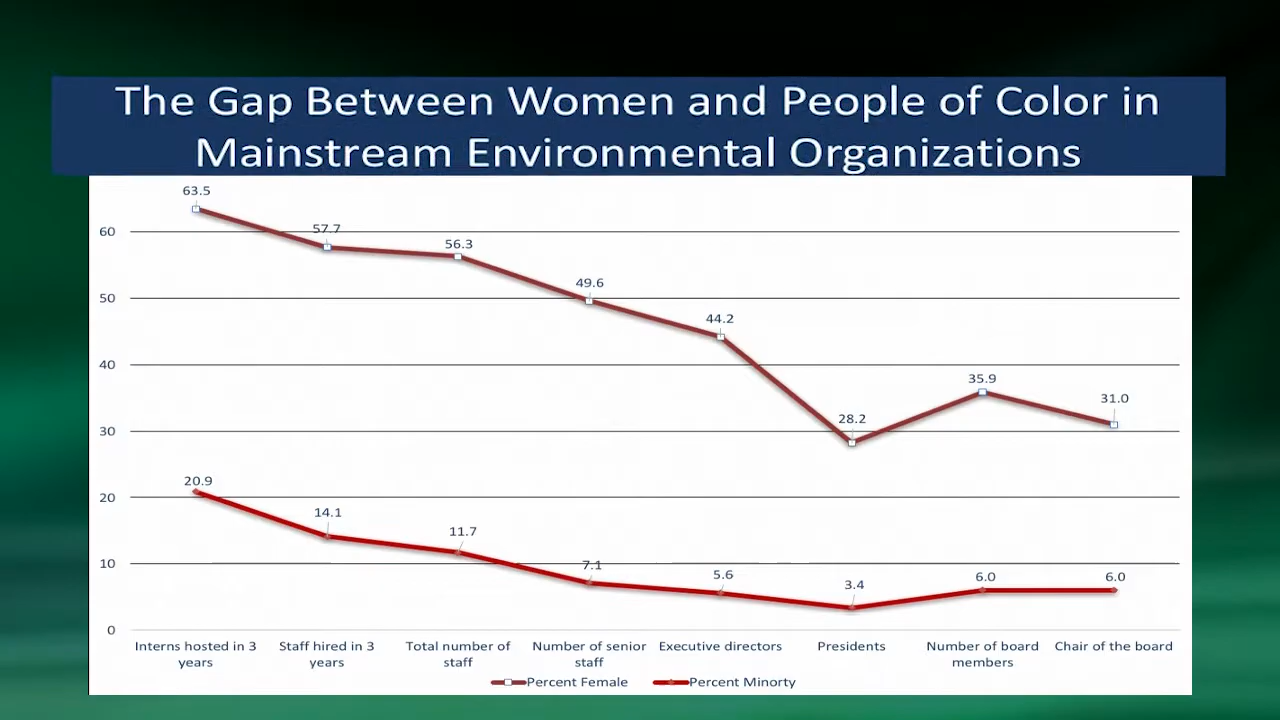 The Gap Between Women and People of Color in
Mainstream Environmental Organizations
63.5
57.7
56.3
49.6
44.2
28.2
35.9
31.0
20.9
14.1
11.7
7.1
5.6
3.4
6.0
6.0
60
50
40
30
20
10
0
Interns hosted in 3
years
Staff hired in 3
years
Total number of
staff
Number of senior
staff
Executive directors
Presidents
Number of board
members
Chair of the board
Percent Female
Percent Minorty